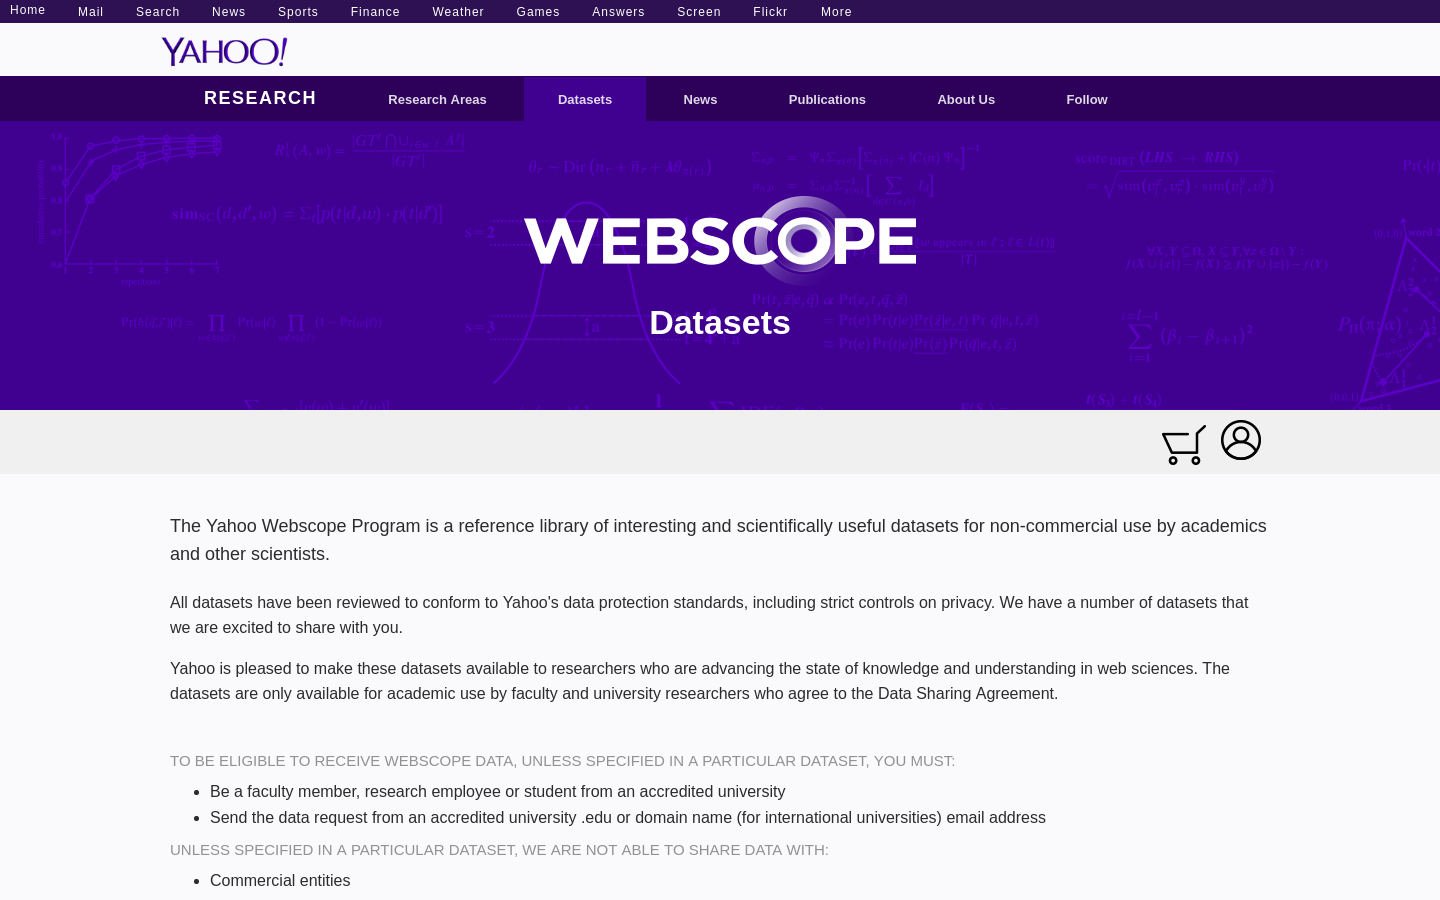 Home Mail Search News Sports Finance Weather Games Answers Screen Flickr More
YAHOO!
RESEARCH Research Areas Datasets News Publications About Us Follow
WEBSCOPE
Datasets
The Yahoo Webscope Program is a reference library of interesting and scientifically useful datasets for non-commercial use by academics
and other scientists.
All datasets have been reviewed to conform to Yahoo's data protection standards, including strict controls on privacy. We have a number of datasets that
we are excited to share with you.
Yahoo is pleased to make these datasets available to researchers who are advancing the state of knowledge and understanding in web sciences. The
datasets are only available for academic use by faculty and university researchers who agree to the Data Sharing Agreement.
TO BE ELIGIBLE TO RECEIVE WEBSCOPE DATA, UNLESS SPECIFIED IN A PARTICULAR DATASET, YOU MUST:
Be a faculty member, research employee or student from an accredited university
Send the data request from an accredited university .edu or domain name (for international universities) email address
UNLESS SPECIFIED IN A PARTICULAR DATASET, WE ARE NOT ABLE TO SHARE DATA WITH:
Commercial entities